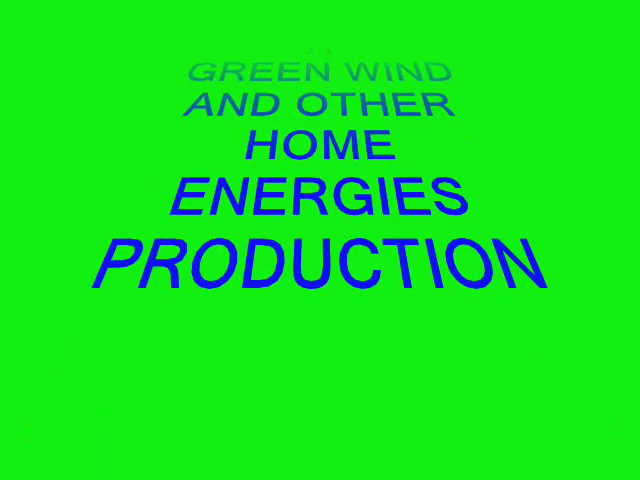 GREEN WIND
AND OTHER
HOME
ENERGIES
PRODUCTION